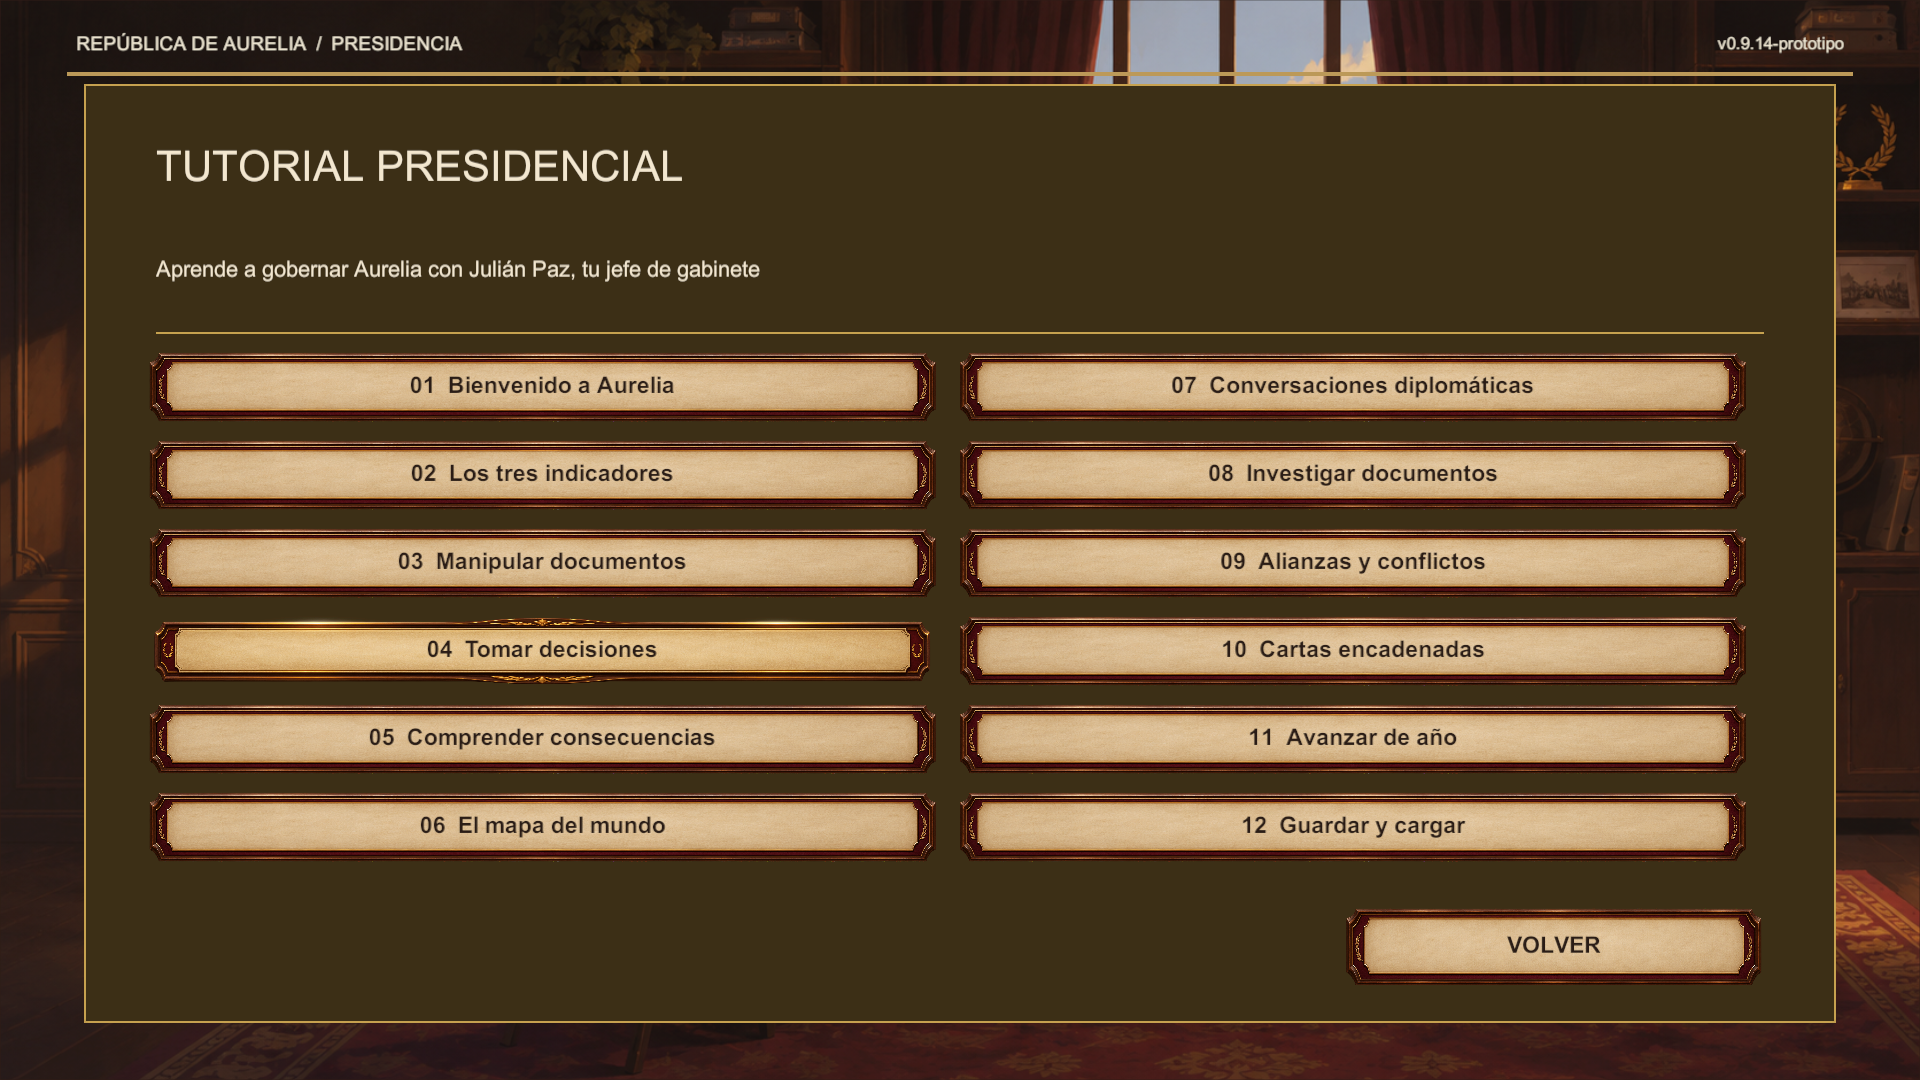 REPÚBLICA DE AURELIA / PRESIDENCIA
v0.9.14-prototipo
TUTORIAL PRESIDENCIAL
Aprende a gobernar Aurelia con Julián Paz, tu jefe de gabinete
01 Bienvenido a Aurelia
02 Los tres indicadores
03 Manipular documentos
04 Tomar decisiones
05 Comprender consecuencias
06 El mapa del mundo
07 Conversaciones diplomáticas
08 Investigar documentos
09 Alianzas y conflictos
10 Cartas encadenadas
11 Avanzar de año
12 Guardar y cargar
VOLVER